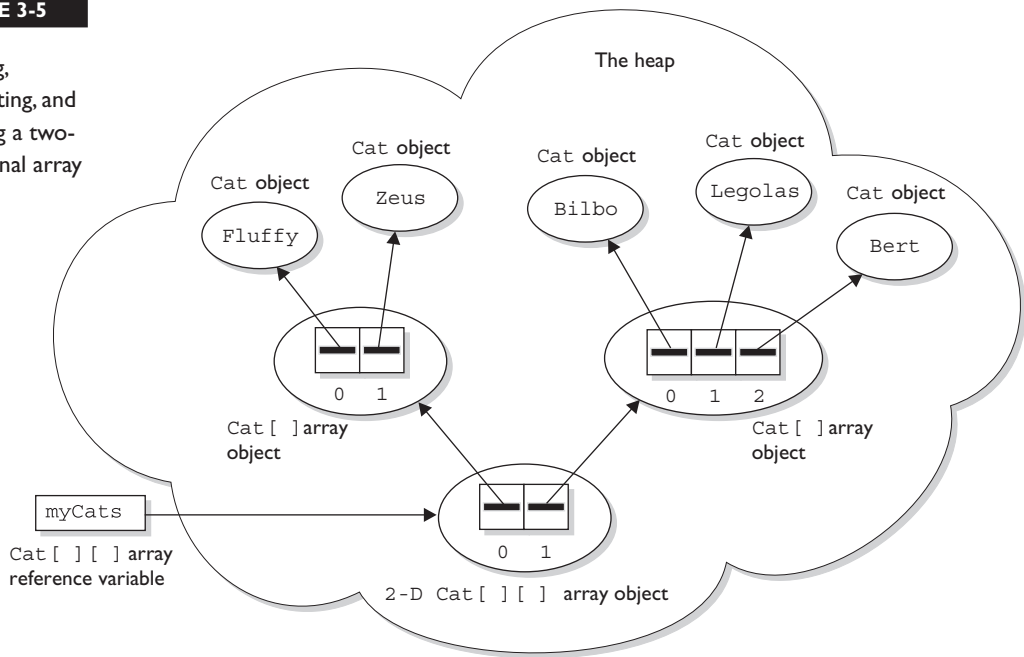 E 3-5
The heap
ting, and
g a two-
nal array
Cat object
Cat object
Cat object
Cat object
Cat object
Zeus
Legolas
Fluffy
Bilbo
Bert
0 1
0 1 2
Cat[ ] array
object
Cat[ ] array
object
myCats
0 1
Cat[ ][ ] array
reference variable
2-D Cat[ ][ ] array object